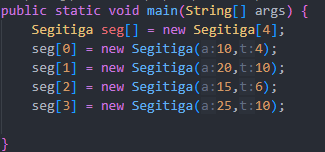 public static void main(String[] args) {
Segitiga seg[] = new Segitiga[4];
seg[0] = new Segitiga(a:10,t:4);
seg[1] = new Segitiga(a:20,t:10);
seg[2] = new Segitiga(a:15,t:6);
seg[3] = new Segitiga(a:25,t:10);
}